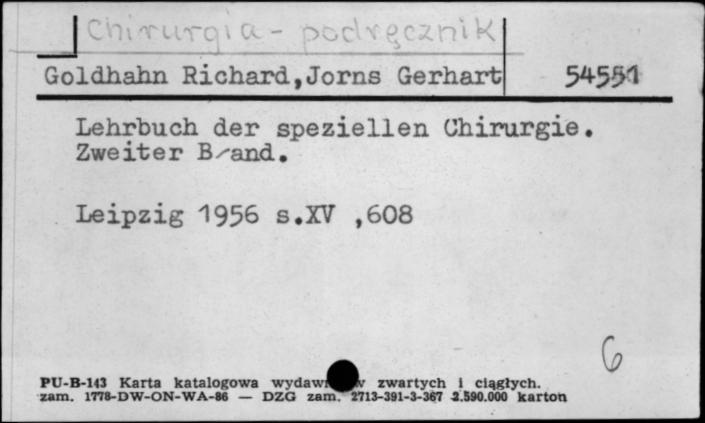 Chirurgia - podręcznik
Goldhahn Richard,Jorns Gerhart 54551
Lehrbuch der speziellen Chirurgie.
Zweiter B-and.
Leipzig 1956 s.XV ,608
6
PU-B-143 Karta katalogowa zwartych i ciągłych.
zam. 1778-DW-ON-WA-86 — DZG zam. 2713-391-3-367 2.590.000 karton